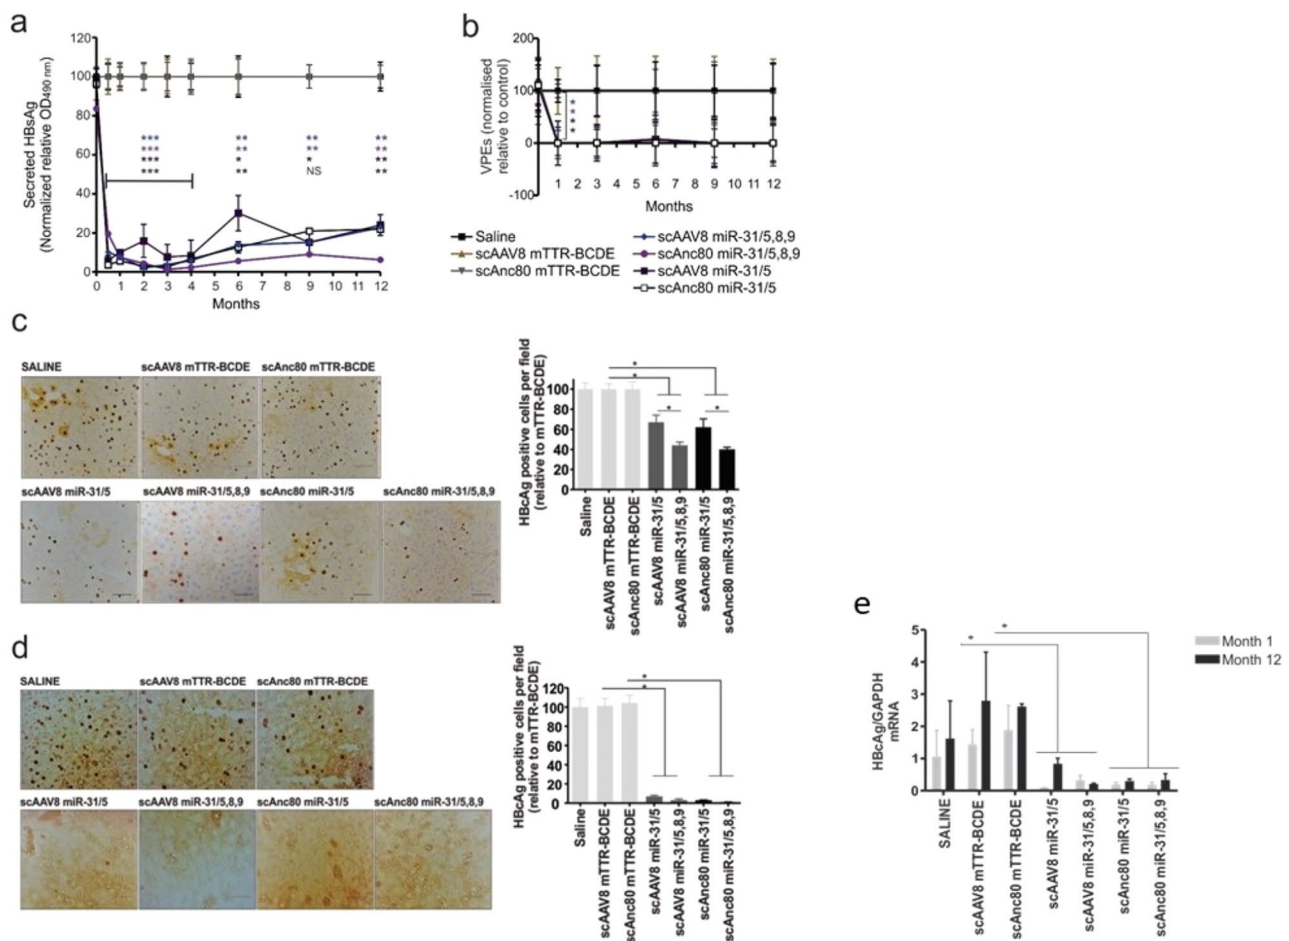 a
120
100
80
60
40
20
0
Secreted HBsAg
(Normalized relative OD490 nm)
***
***
***
***
**
**
*
**
**
**
*
NS
**
**
**
**
0 1 2 3 4 5 6 7 8 9 10 11 12
Months
b
200
100
0
-100
VPEs (normalised
relative to control)
****
1 2 3 4 5 6 7 8 9 10 11 12
Months
Saline
scAAV8 mTTR-BCDE
scAnc80 mTTR-BCDE
scAAV8 miR-31/5,8,9
scAnc80 miR-31/5,8,9
scAAV8 miR-31/5
scAnc80 miR-31/5
c
SALINE scAAV8 mTTR-BCDE scAnc80 mTTR-BCDE
scAAV8 miR-31/5 scAAV8 miR-31/5,8,9 scAnc80 miR-31/5 scAnc80 miR-31/5,8,9
HBcAg positive cells per field
(relative to mTTR-BCDE)
100
80
60
40
20
0
*
*
* *
Saline
scAAV8 mTTR-BCDE
scAnc80 mTTR-BCDE
scAAV8 miR-31/5
scAAV8 miR-31/5,8,9
scAnc80 miR-31/5
scAnc80 miR-31/5,8,9
d
SALINE scAAV8 mTTR-BCDE scAnc80 mTTR-BCDE
scAAV8 miR-31/5 scAAV8 miR-31/5,8,9 scAnc80 miR-31/5 scAnc80 miR-31/5,8,9
HBcAg positive cells per field
(relative to mTTR-BCDE)
120
100
80
60
40
20
0
*
*
Saline
scAAV8 mTTR-BCDE
scAnc80 mTTR-BCDE
scAAV8 miR-31/5
scAAV8 miR-31/5,8,9
scAnc80 miR-31/5
scAnc80 miR-31/5,8,9
e
HBcAg/GAPDH
mRNA
5
4
3
2
1
0
*
*
Month 1
Month 12
SALINE
scAAV8 mTTR-BCDE
scAnc80 mTTR-BCDE
scAAV8 miR-31/5
scAAV8 miR-31/5,8,9
scAnc80 miR-31/5
scAnc80 miR-31/5,8,9